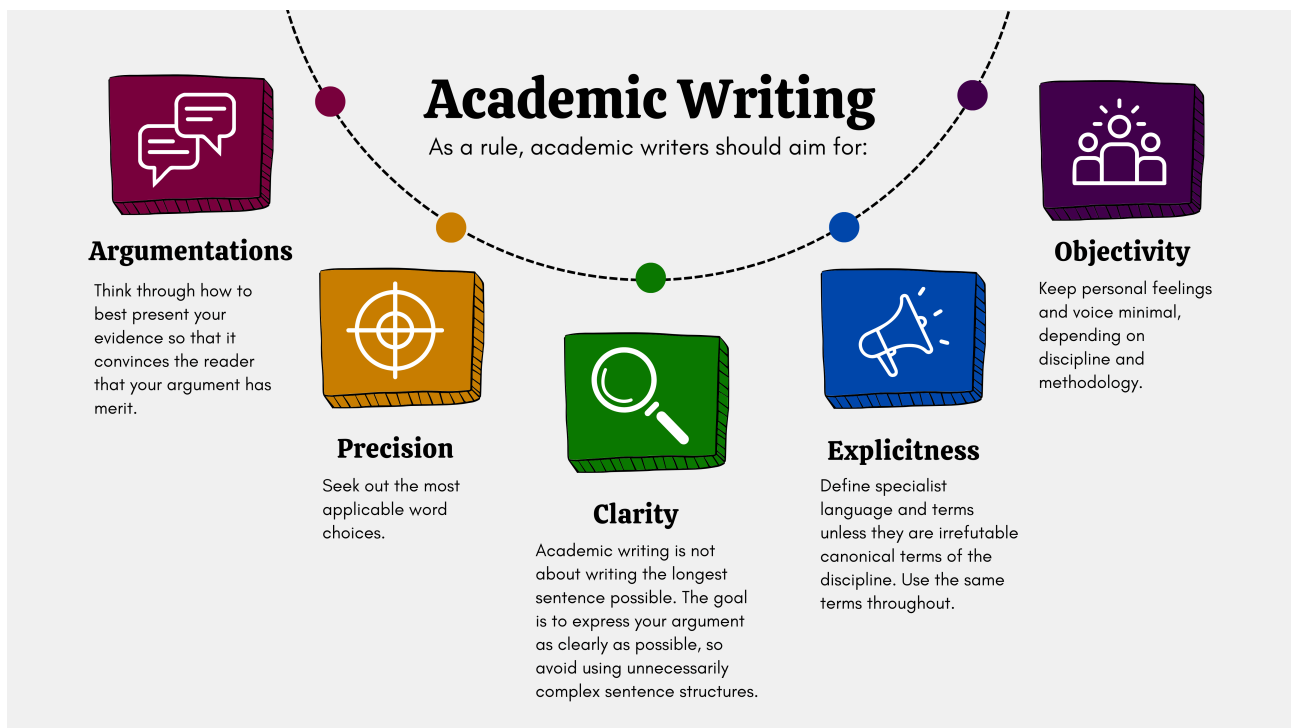 Academic Writing
As a rule, academic writers should aim for:
Argumentations
Think through how to
best present your
evidence so that it
convinces the reader
that your argument has
merit.
Precision
Seek out the most
applicable word
choices.
Clarity
Academic writing is not
about writing the longest
sentence possible. The goal
is to express your argument
as clearly as possible, so
avoid using unnecessarily
complex sentence structures.
Explicitness
Define specialist
language and terms
unless they are irrefutable
canonical terms of the
discipline. Use the same
terms throughout.
Objectivity
Keep personal feelings
and voice minimal,
depending on
discipline and
methodology.